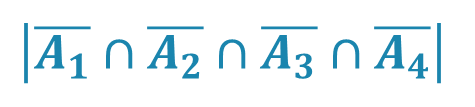 |A̅₁ ∩ A̅₂ ∩ A̅₃ ∩ A̅₄|